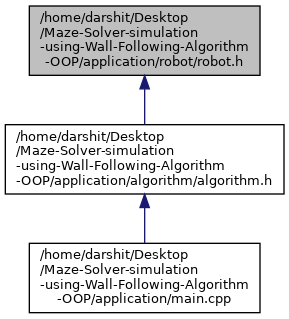 /home/darshit/Desktop
/Maze-Solver-simulation
-using-Wall-Following-Algorithm
-OOP/application/robot/robot.h
/home/darshit/Desktop
/Maze-Solver-simulation
-using-Wall-Following-Algorithm
-OOP/application/algorithm/algorithm.h
/home/darshit/Desktop
/Maze-Solver-simulation
-using-Wall-Following-Algorithm
-OOP/application/main.cpp